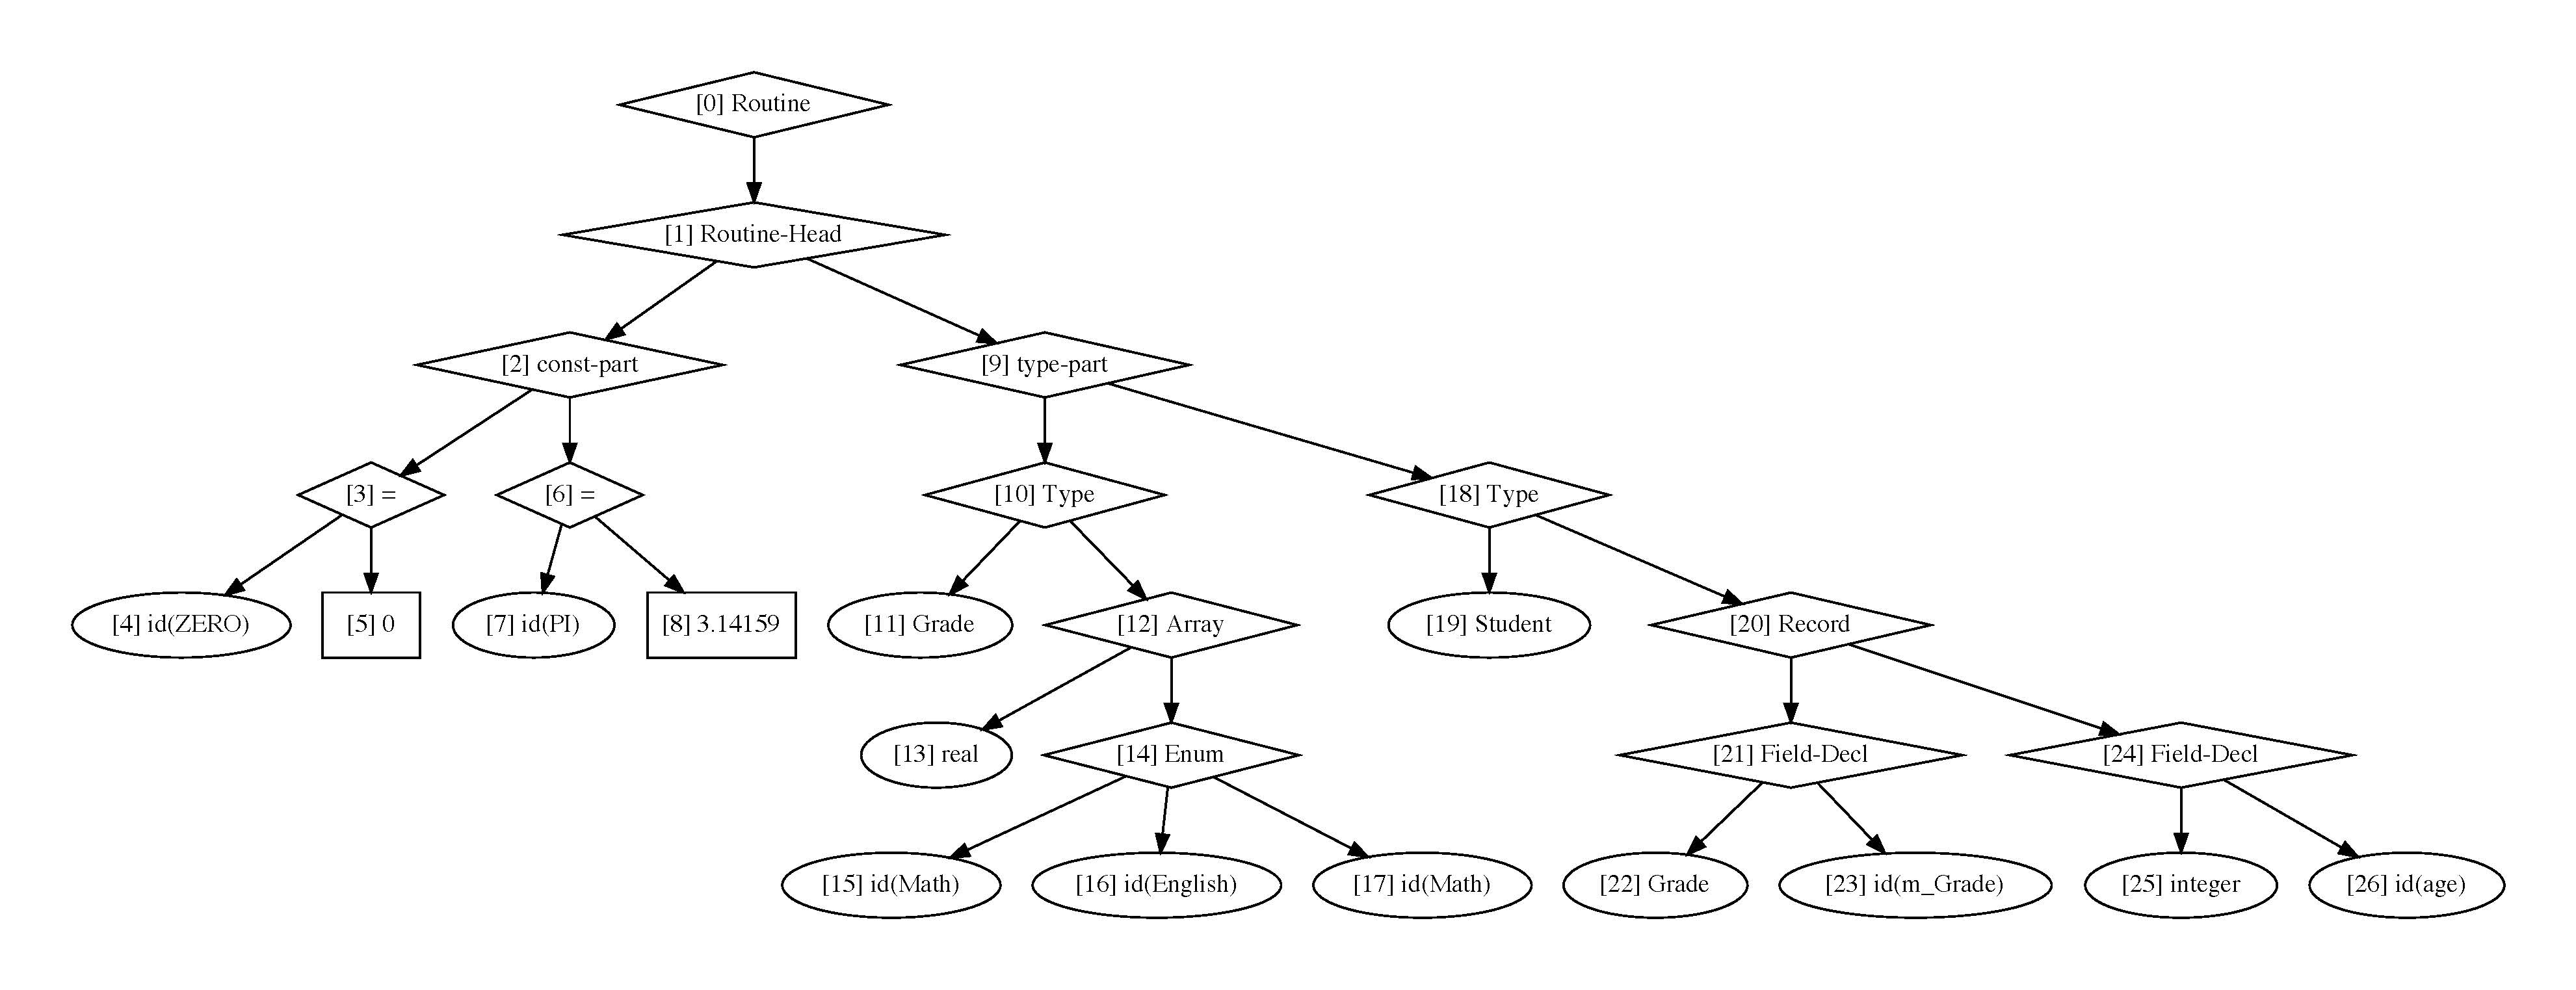 [0] Routine
[1] Routine-Head
[2] const-part
[9] type-part
[3] =
[6] =
[10] Type
[18] Type
[4] id(ZERO)
[5] 0
[7] id(PI)
[8] 3.14159
[11] Grade
[12] Array
[19] Student
[20] Record
[13] real
[14] Enum
[21] Field-Decl
[24] Field-Decl
[15] id(Math)
[16] id(English)
[17] id(Math)
[22] Grade
[23] id(m_Grade)
[25] integer
[26] id(age)